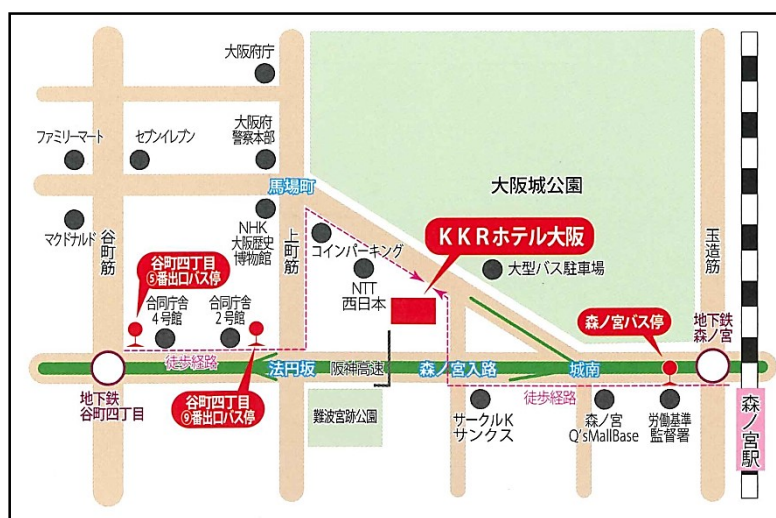 大阪府庁
ファミリーマート
セブンイレブン
大阪府
警察本部
馬場町
大阪城公園
マクドナルド
谷町筋
NHK
大阪歴史
博物館
上町筋
コインパーキング
KKRホテル大阪
玉造筋
谷町四丁目
⑤番出口バス停
NTT
西日本
大型バス駐車場
合同庁舎
4号館
合同庁舎
2号館
森ノ宮バス停
地下鉄
森ノ宮
徒歩経路
法円坂
阪神高速
森ノ宮入路
城南
地下鉄
谷町四丁目
谷町四丁目
⑨番出口バス停
難波宮跡公園
サークルK
サンクス
徒歩経路
森ノ宮
Q'sMallBase
労働基準
監督署
森ノ宮駅